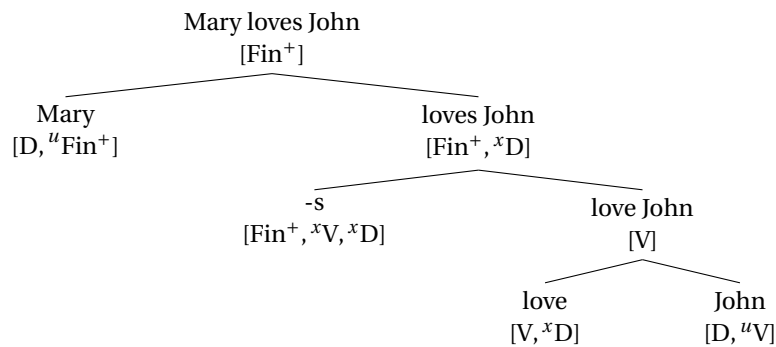 Mary loves John
[Fin⁺]
Mary loves John
[D, ᵘFin⁺] [Fin⁺, ˣD]
-s love John
[Fin⁺, ˣV, ˣD] [V]
love John
[V, ˣD] [D, ᵘV]